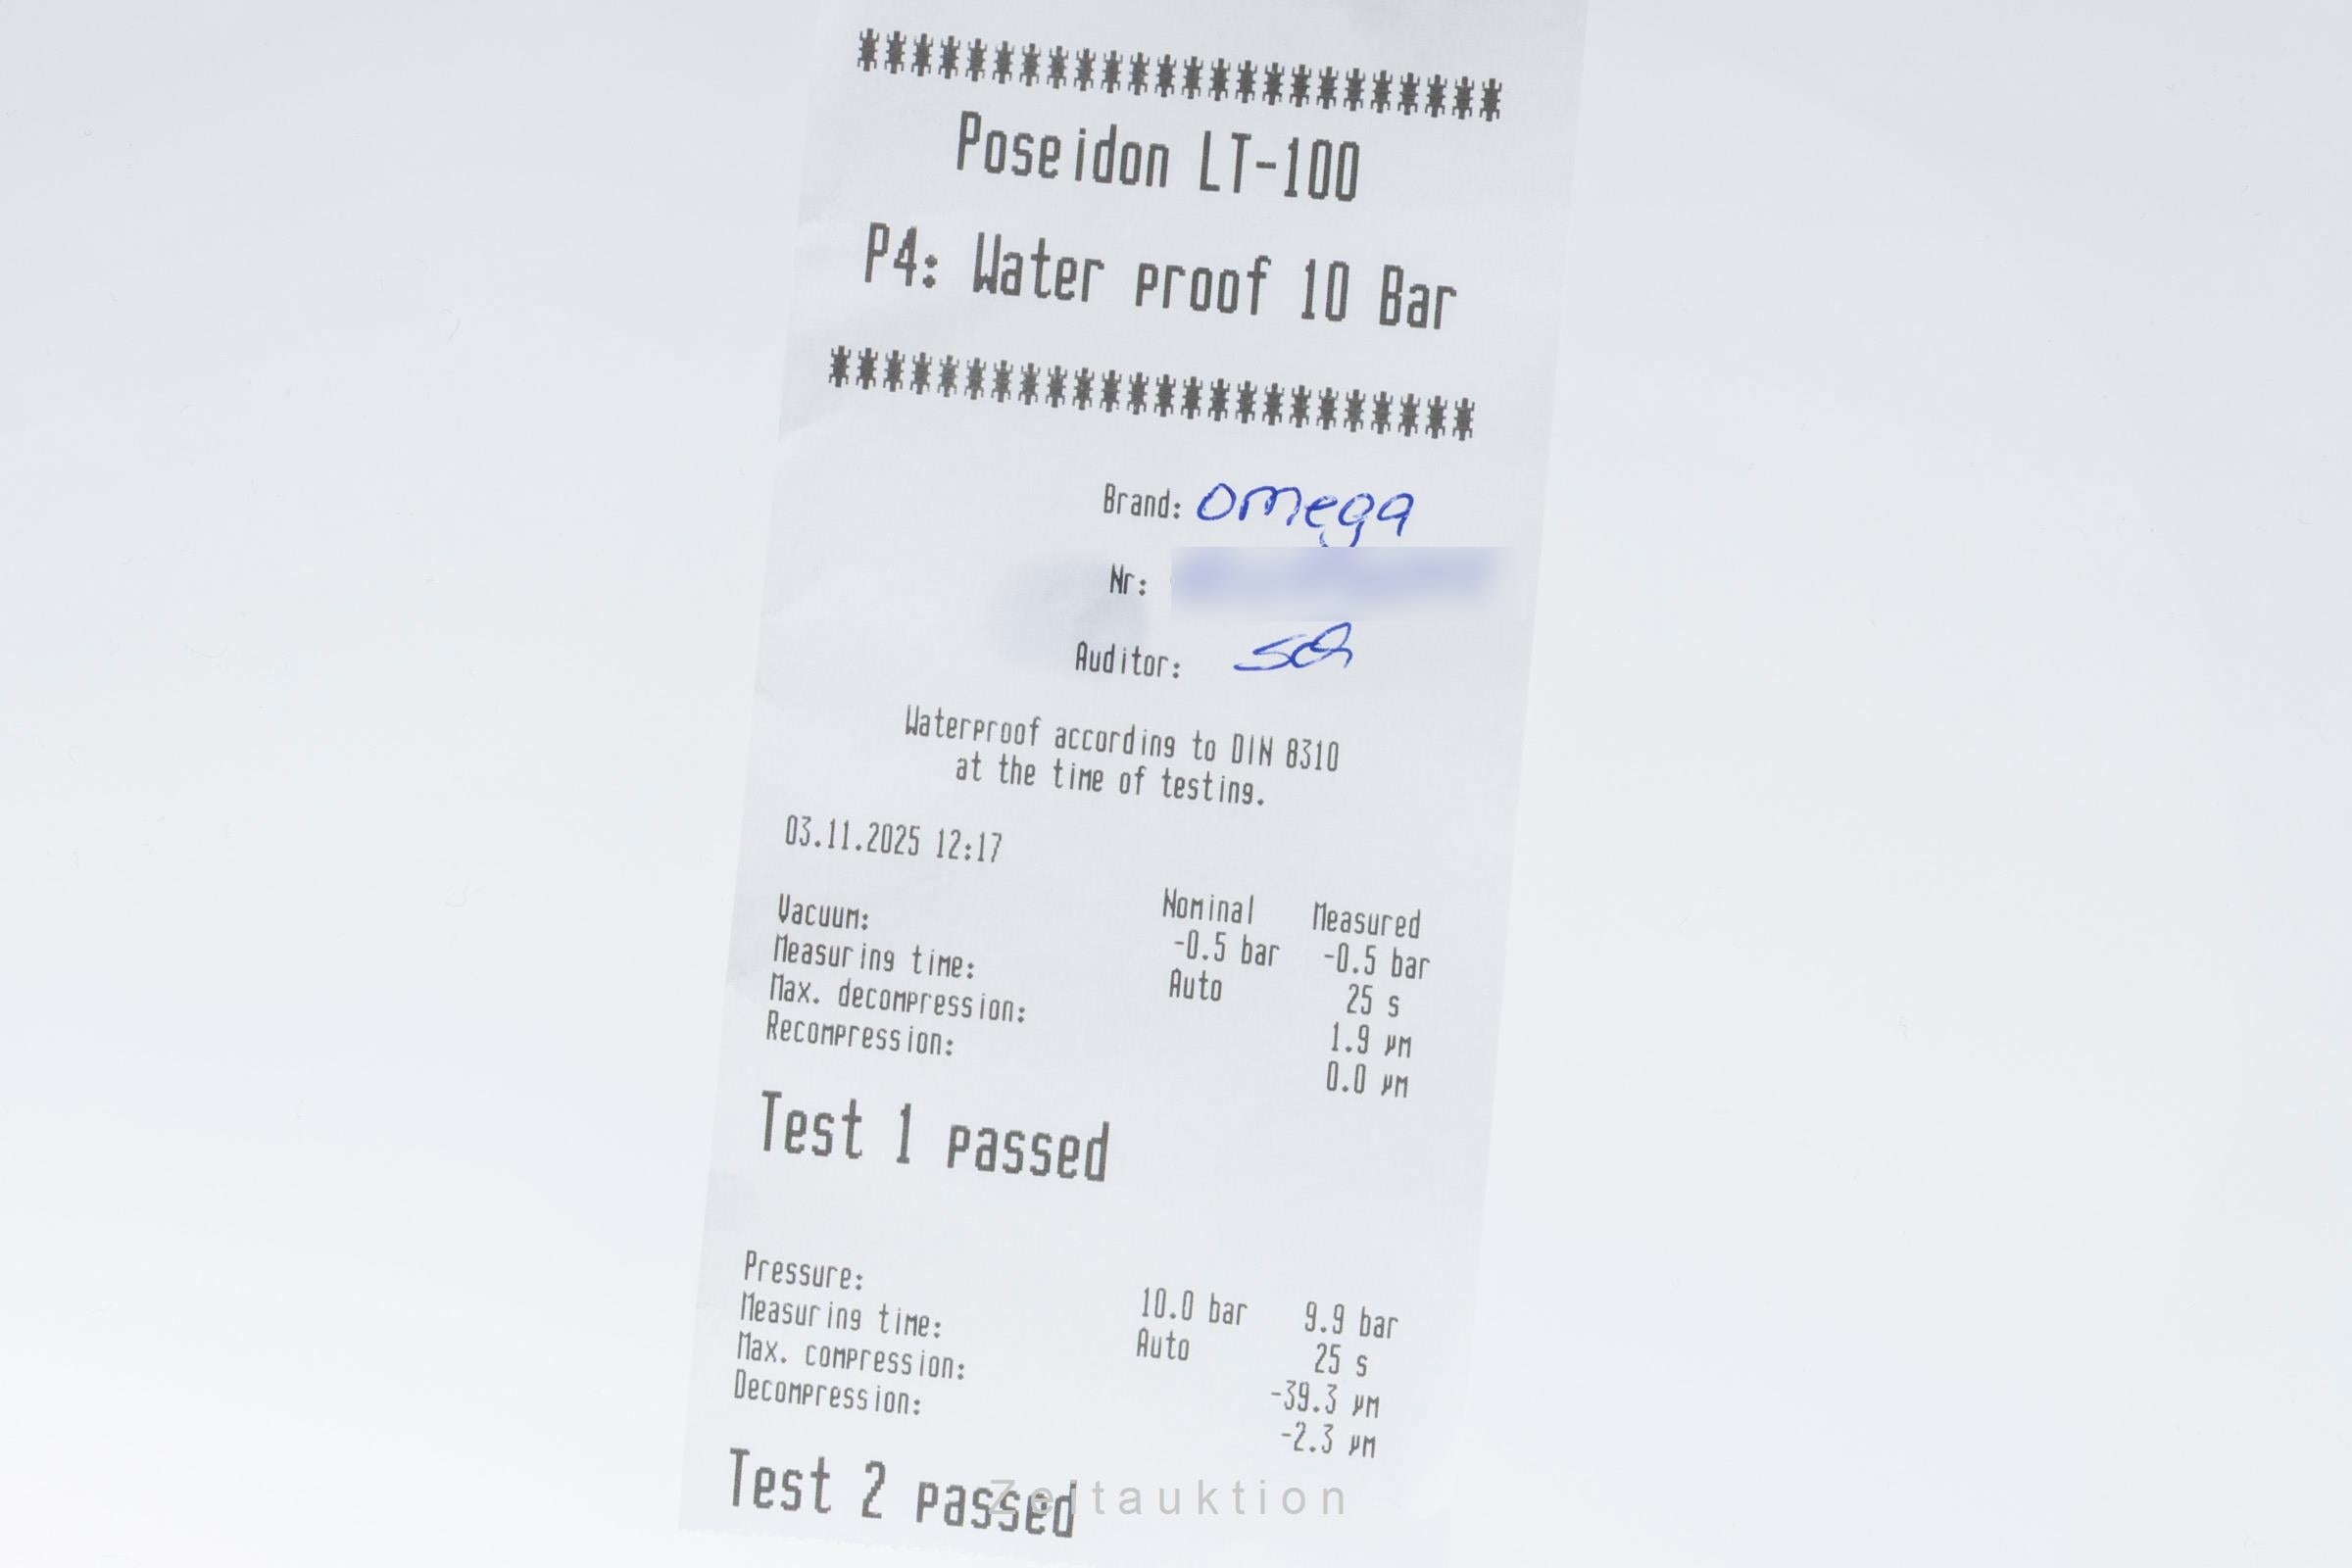 ************************
Poseidon LT-100
P4: Water proof 10 Bar
************************
Brand: Omega
Nr:
Auditor: Sch
Waterproof according to DIN 8310
at the time of testing.
03.11.2025 12:17
Nominal Measured
Vacuum: -0.5 bar -0.5 bar
Measuring time: Auto 25 s
Max. decompression: 1.9 µm
Recompression: 0.0 µm
Test 1 passed
Pressure: 10.0 bar 9.9 bar
Measuring time: Auto 25 s
Max. compression: -39.3 µm
Decompression: -2.3 µm
Test 2 passed
Zeitauktion